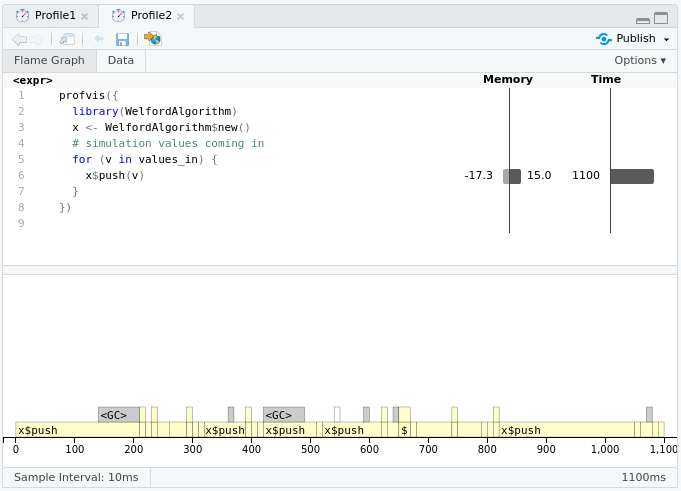 Profile1 Profile2
Publish
Flame Graph Data Options
<expr> Memory Time
1 profvis({
2 library(WelfordAlgorithm)
3 x <- WelfordAlgorithm$new()
4 # simulation values coming in
5 for (v in values_in) {
6 x$push(v) -17.3 15.0 1100
7 }
8 })
9
<GC> <GC>
x$push x$push x$push x$push $ x$push
0 100 200 300 400 500 600 700 800 900 1,000 1,100
Sample Interval: 10ms 1100ms